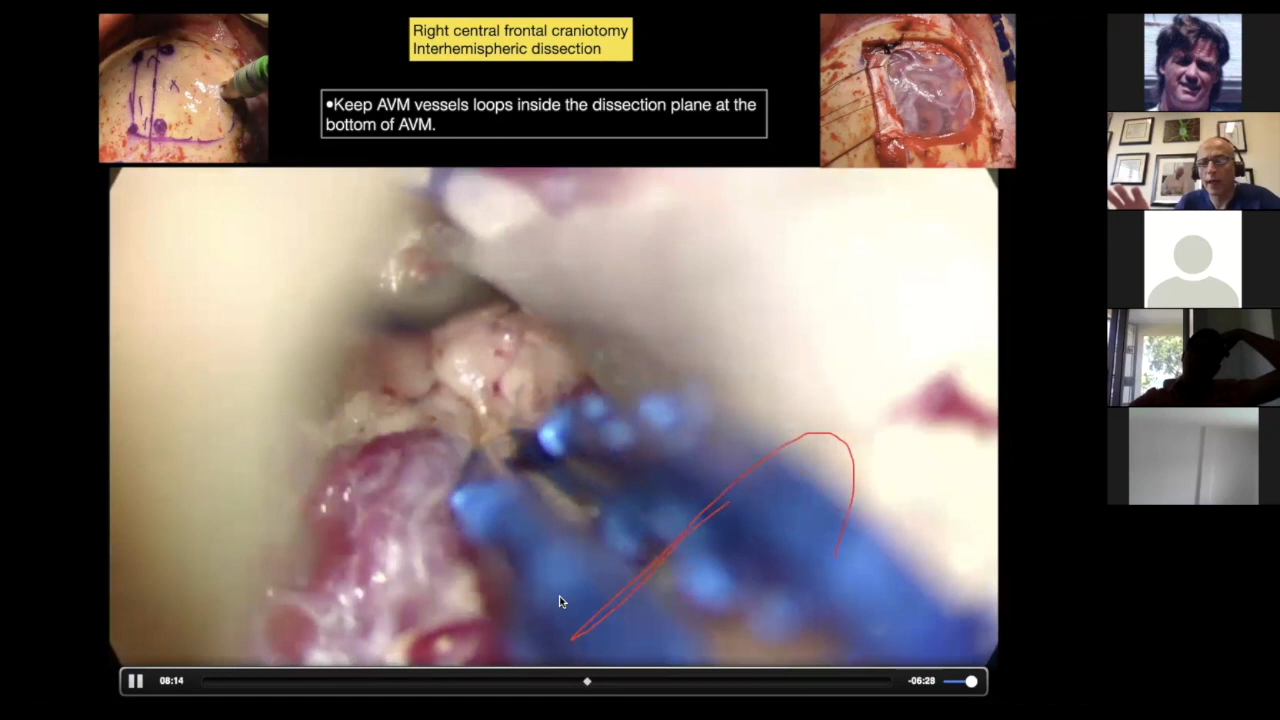 Right central frontal craniotomy
Interhemispheric dissection
•Keep AVM vessels loops inside the dissection plane at the
bottom of AVM.
08:14
-06:28